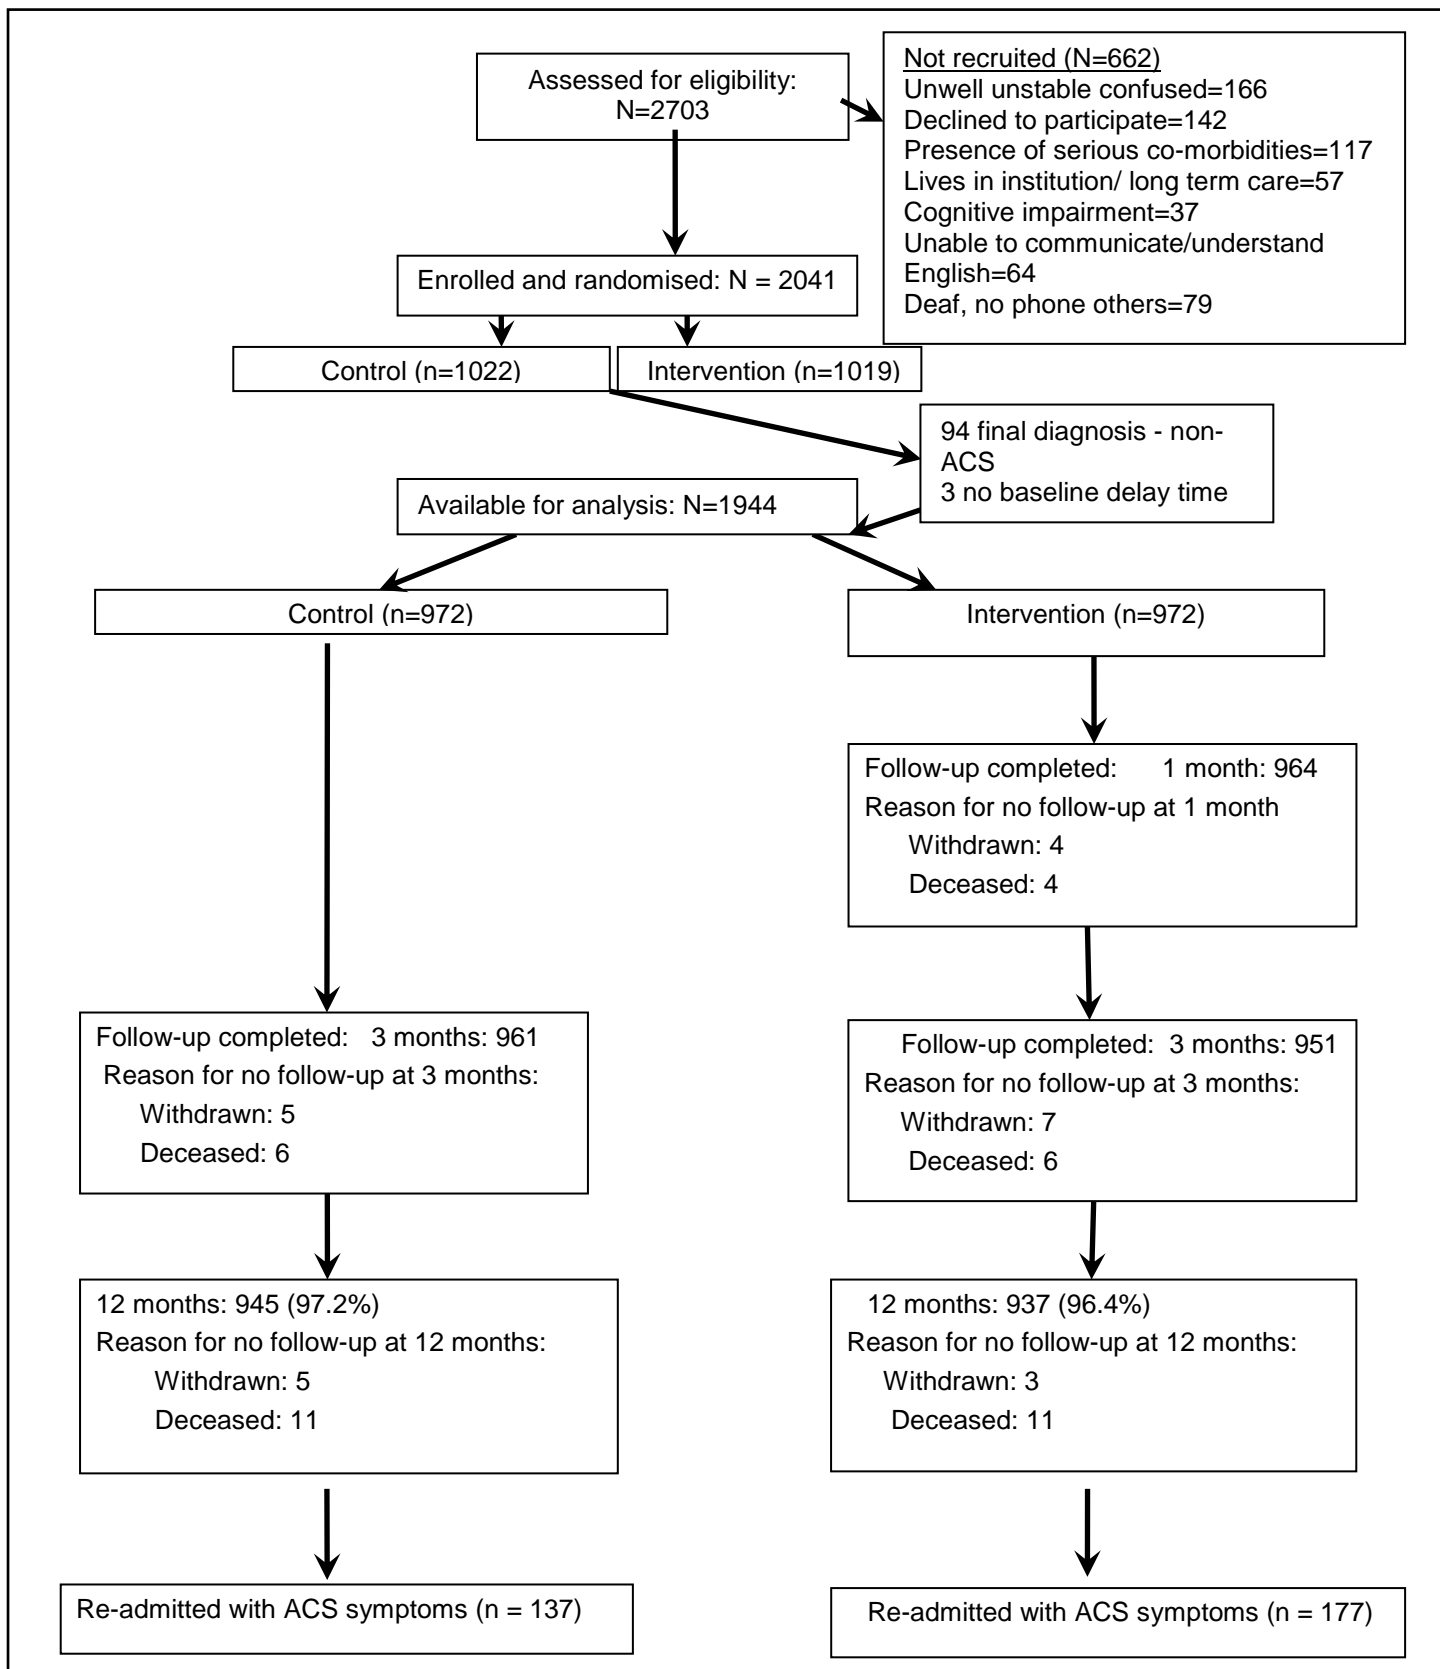 Assessed for eligibility:
N=2703
Not recruited (N=662)
Unwell unstable confused=166
Declined to participate=142
Presence of serious co-morbidities=117
Lives in institution/ long term care=57
Cognitive impairment=37
Unable to communicate/understand
English=64
Deaf, no phone others=79
Enrolled and randomised: N = 2041
Control (n=1022)
Intervention (n=1019)
94 final diagnosis - non-
ACS
3 no baseline delay time
Available for analysis: N=1944
Control (n=972)
Intervention (n=972)
Follow-up completed: 1 month: 964
Reason for no follow-up at 1 month
Withdrawn: 4
Deceased: 4
Follow-up completed: 3 months: 961
Reason for no follow-up at 3 months:
Withdrawn: 5
Deceased: 6
Follow-up completed: 3 months: 951
Reason for no follow-up at 3 months:
Withdrawn: 7
Deceased: 6
12 months: 945 (97.2%)
Reason for no follow-up at 12 months:
Withdrawn: 5
Deceased: 11
12 months: 937 (96.4%)
Reason for no follow-up at 12 months:
Withdrawn: 3
Deceased: 11
Re-admitted with ACS symptoms (n = 137)
Re-admitted with ACS symptoms (n = 177)